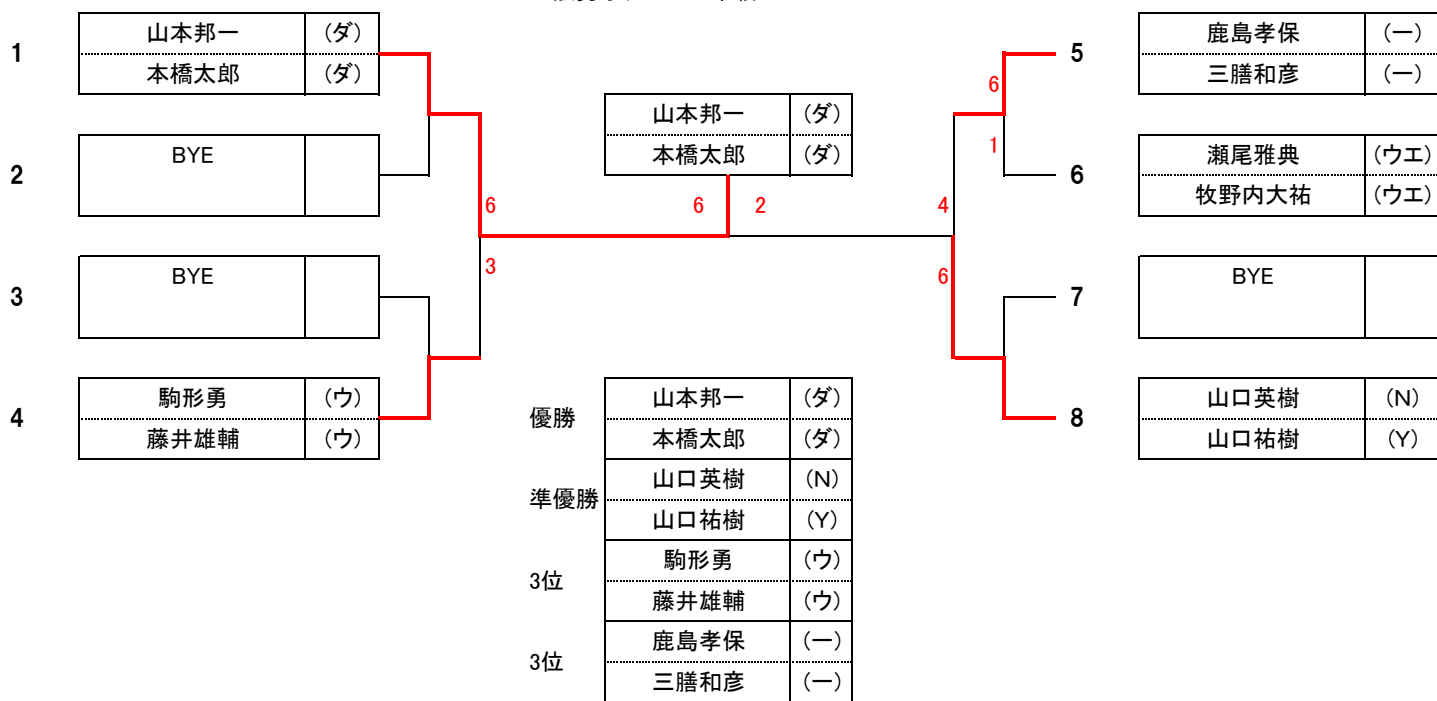 1 山本邦一 (ダ)
本橋太郎 (ダ)
2 BYE
3 BYE
4 駒形勇 (ウ)
藤井雄輔 (ウ)
6
3
山本邦一 (ダ)
本橋太郎 (ダ)
6 2
6
1
4
6
5 鹿島孝保 (一)
三膳和彦 (一)
6 瀬尾雅典 (ウエ)
牧野内大祐 (ウエ)
7 BYE
8 山口英樹 (N)
山口祐樹 (Y)
優勝 山本邦一 (ダ)
本橋太郎 (ダ)
準優勝 山口英樹 (N)
山口祐樹 (Y)
3位 駒形勇 (ウ)
藤井雄輔 (ウ)
3位 鹿島孝保 (一)
三膳和彦 (一)